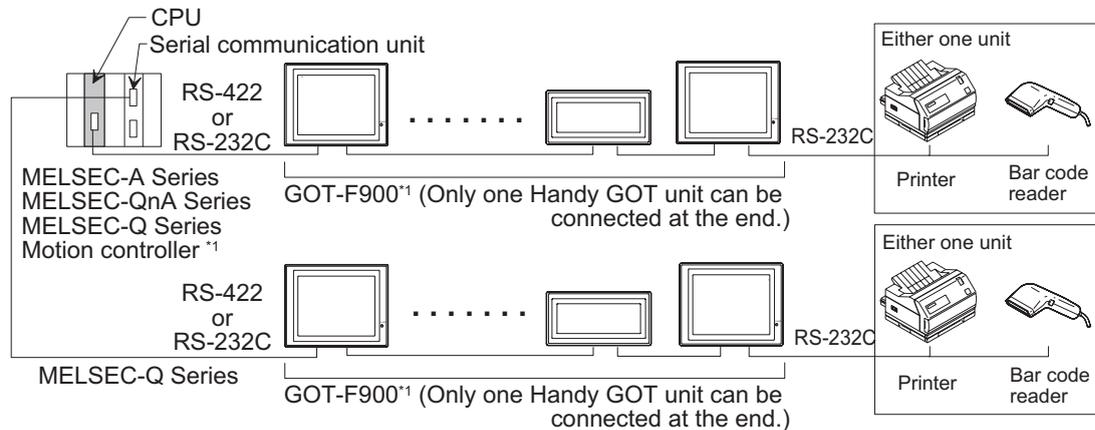 CPU
Serial communication unit
RS-422
or
RS-232C
MELSEC-A Series
MELSEC-QnA Series
MELSEC-Q Series
Motion controller *1
GOT-F900*1 (Only one Handy GOT unit can be
connected at the end.)
RS-232C
Either one unit
Printer
Bar code
reader
RS-422
or
RS-232C
MELSEC-Q Series
GOT-F900*1 (Only one Handy GOT unit can be
connected at the end.)
RS-232C
Either one unit
Printer
Bar code
reader